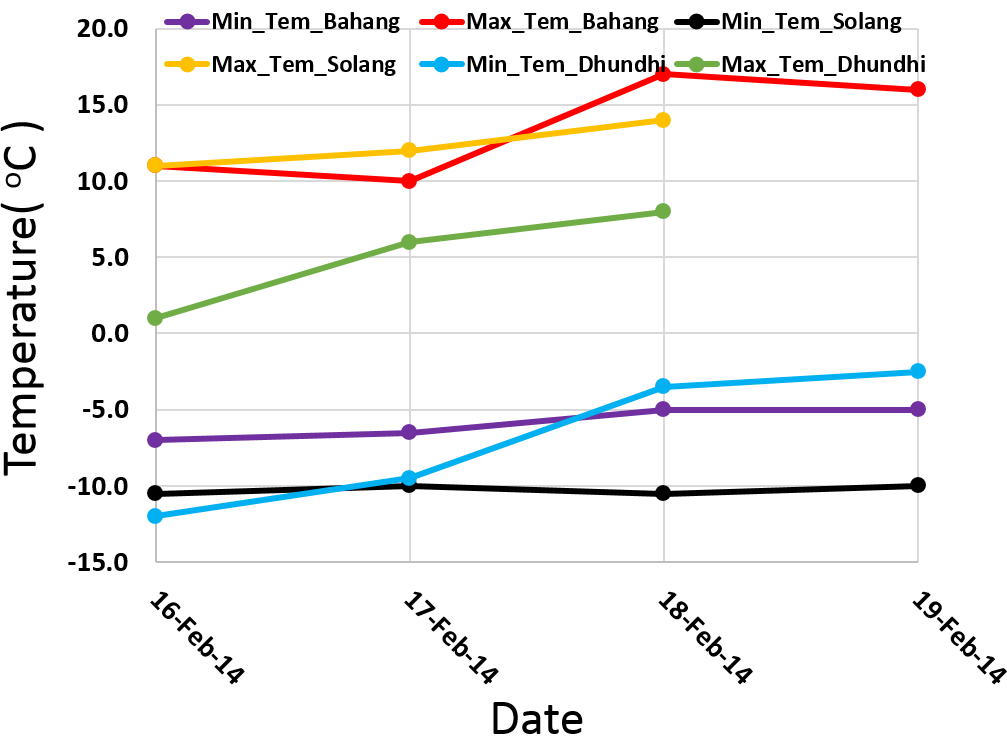 Min_Tem_Bahang Max_Tem_Bahang Min_Tem_Solang
Max_Tem_Solang Min_Tem_Dhundhi Max_Tem_Dhundhi
20.0
15.0
10.0
5.0
0.0
-5.0
-10.0
-15.0
Temperature( oC )
16-Feb-14 17-Feb-14 18-Feb-14 19-Feb-14
Date